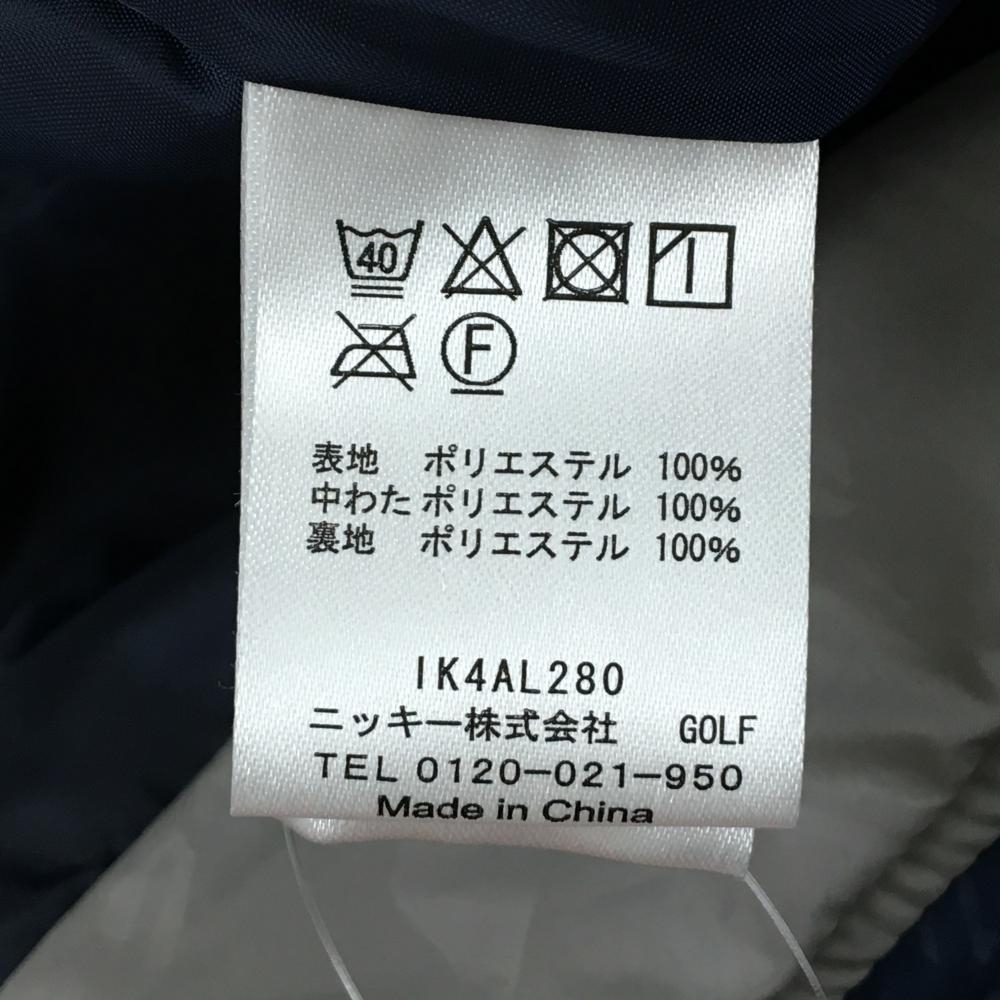 40
F
表地 ポリエステル 100%
中わた ポリエステル 100%
裏地 ポリエステル 100%
IK4AL280
ニッキー株式会社 GOLF
TEL 0120-021-950
Made in China